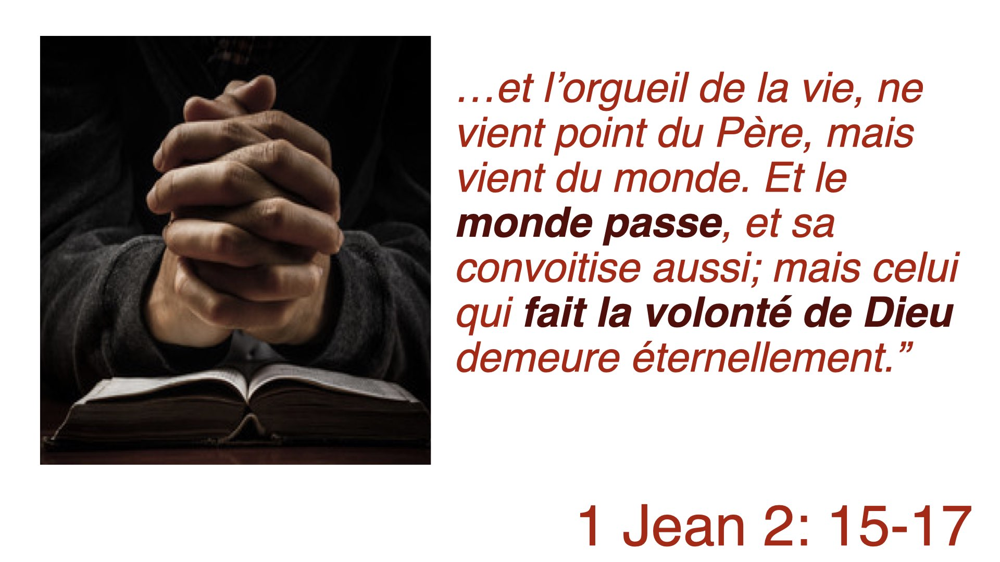 …et l’orgueil de la vie, ne
vient point du Père, mais
vient du monde. Et le
monde passe, et sa
convoitise aussi; mais celui
qui fait la volonté de Dieu
demeure éternellement.”
1 Jean 2: 15-17